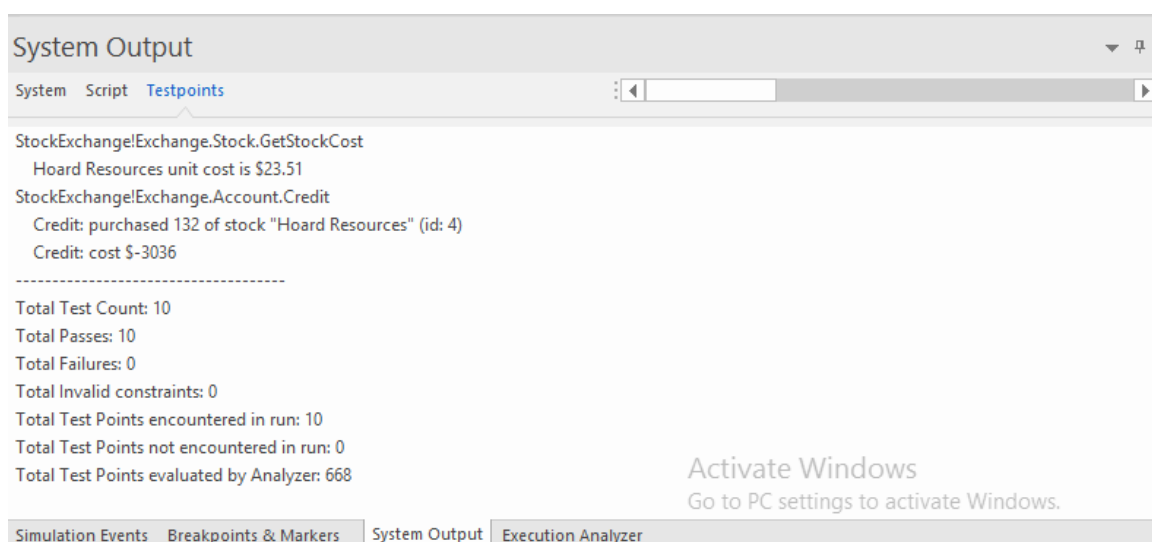 System Output
System Script Testpoints
StockExchange!Exchange.Stock.GetStockCost
Hoard Resources unit cost is $23.51
StockExchange!Exchange.Account.Credit
Credit: purchased 132 of stock "Hoard Resources" (id: 4)
Credit: cost $-3036
-------------------------------------
Total Test Count: 10
Total Passes: 10
Total Failures: 0
Total Invalid constraints: 0
Total Test Points encountered in run: 10
Total Test Points not encountered in run: 0
Total Test Points evaluated by Analyzer: 668
Activate Windows
Go to PC settings to activate Windows.
Simulation Events Breakpoints & Markers System Output Execution Analyzer